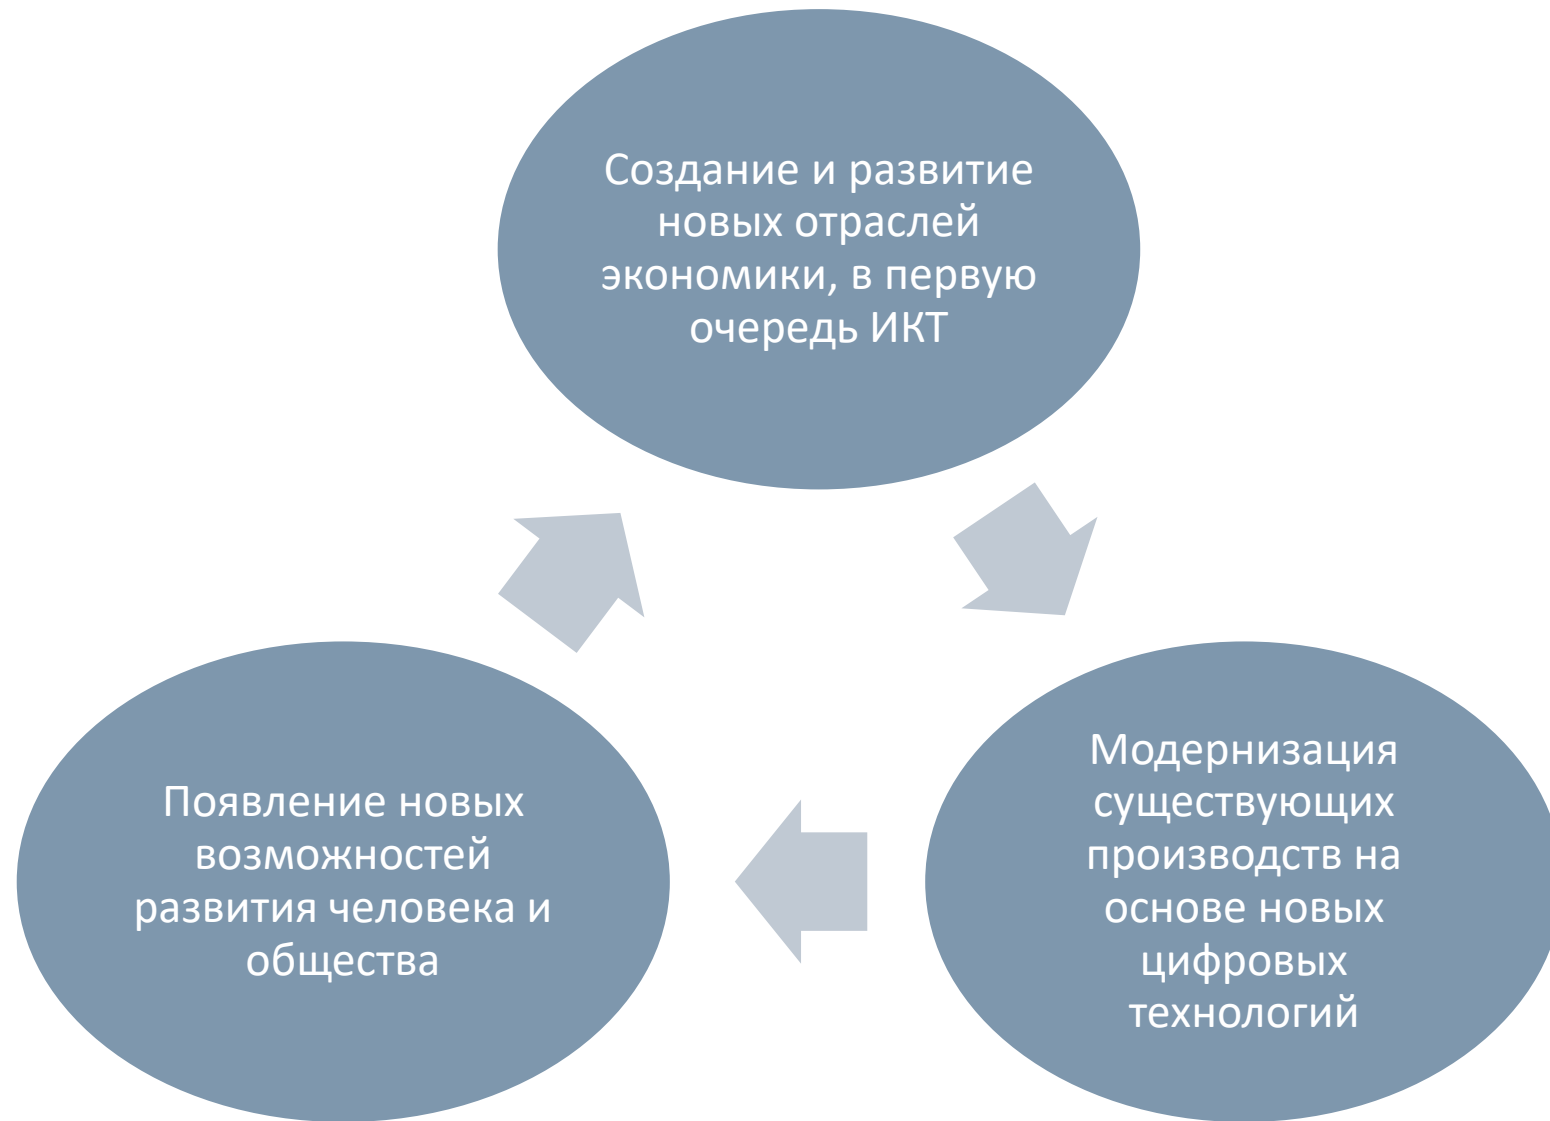 Создание и развитие
новых отраслей
экономики, в первую
очередь ИКТ
Модернизация
существующих
производств на
основе новых
цифровых
технологий
Появление новых
возможностей
развития человека и
общества